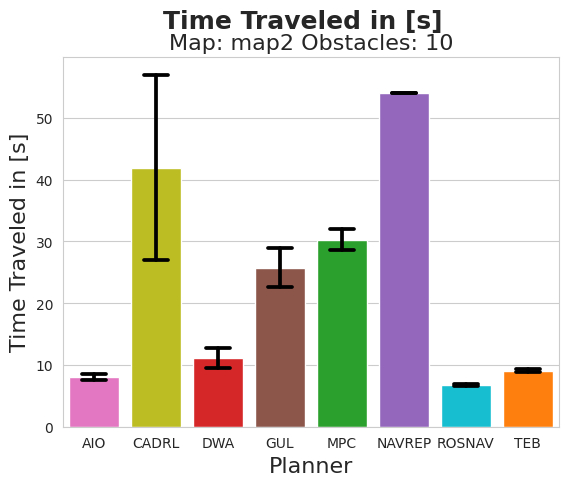 Time Traveled in [s]
Map: map2 Obstacles: 10
Time Traveled in [s]
50
40
30
20
10
0
AIO CADRL DWA GUL MPC NAVREP ROSNAV TEB
Planner